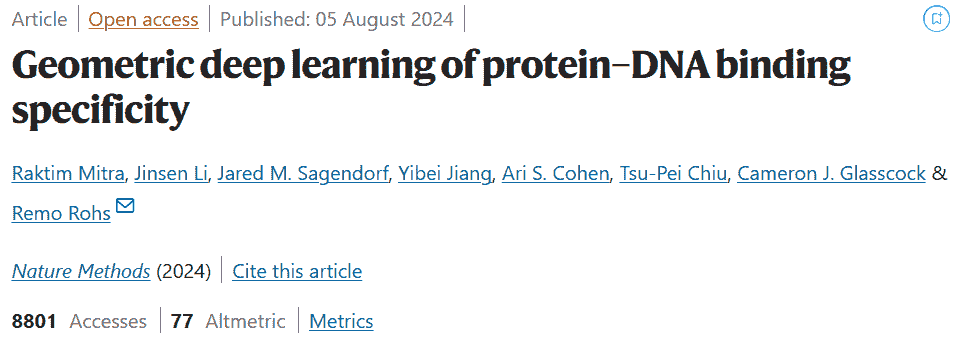 Article | Open access | Published: 05 August 2024 |
Geometric deep learning of protein–DNA binding
specificity
Raktim Mitra, Jinsen Li, Jared M. Sagendorf, Yibei Jiang, Ari S. Cohen, Tsu-Pei Chiu, Cameron J. Glasscock &
Remo Rohs
Nature Methods (2024) | Cite this article
8801 Accesses | 77 Altmetric | Metrics